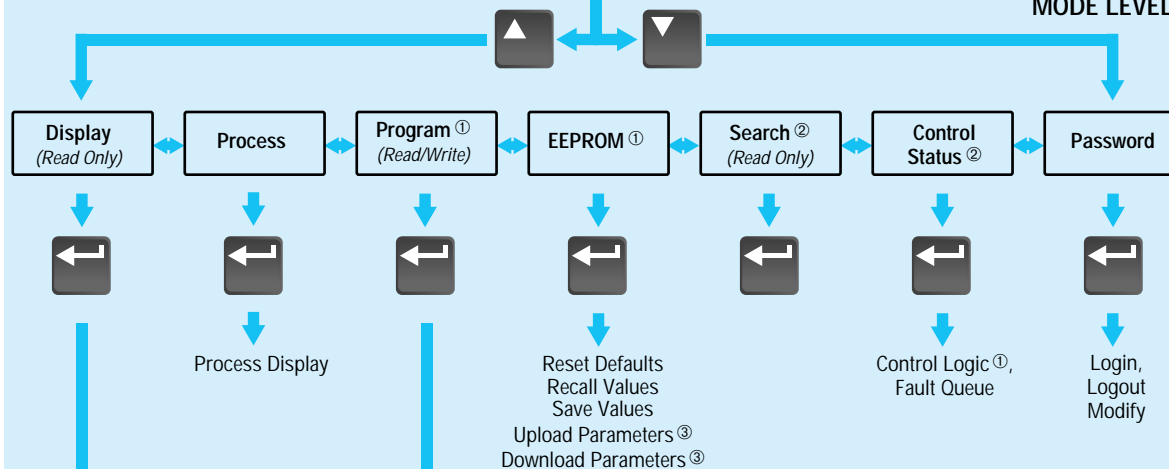 MODE LEVEL
Display
(Read Only)
Process
Program ①
(Read/Write)
EEPROM ①
Search ②
(Read Only)
Control
Status ②
Password
Process Display
Reset Defaults
Recall Values
Save Values
Upload Parameters ③
Download Parameters ③
Control Logic ①,
Fault Queue
Login,
Logout
Modify